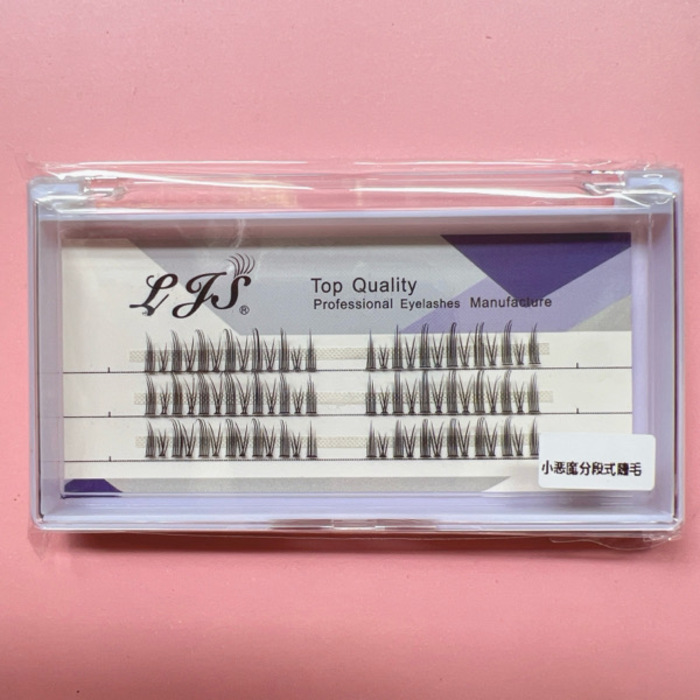 LJS®
Top Quality
Professional Eyelashes Manufacture
小恶魔分段式睫毛